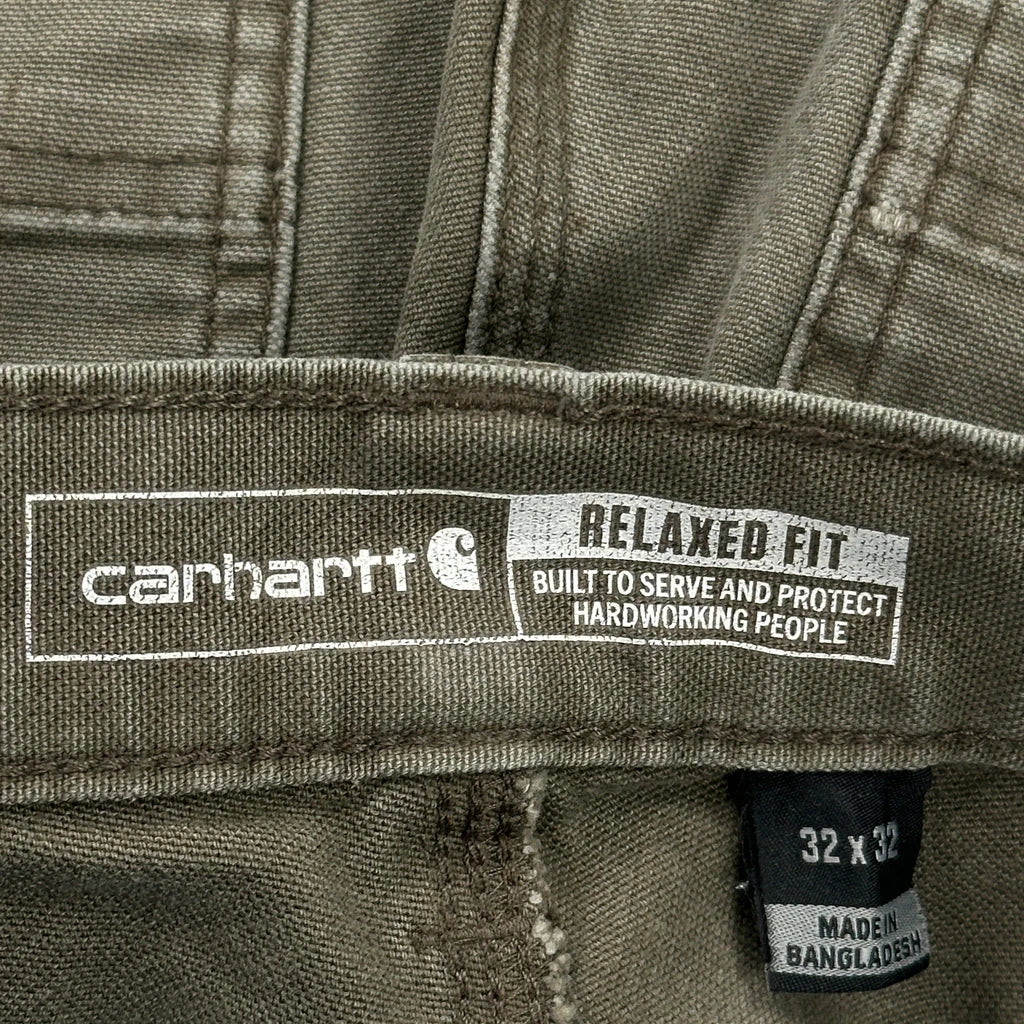 carhartt
RELAXED FIT
BUILT TO SERVE AND PROTECT
HARDWORKING PEOPLE
32 x 32
MADE IN
BANGLADESH